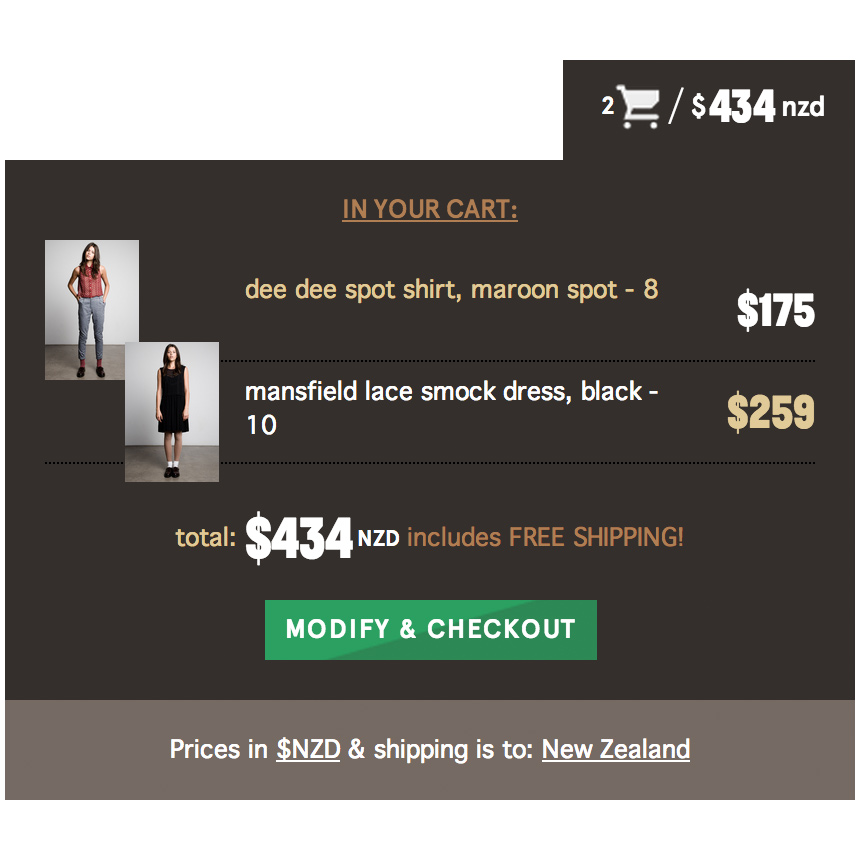 2 / $434 nzd
IN YOUR CART:
dee dee spot shirt, maroon spot - 8
$175
mansfield lace smock dress, black -
10
$259
total: $434 NZD includes FREE SHIPPING!
MODIFY & CHECKOUT
Prices in $NZD & shipping is to: New Zealand